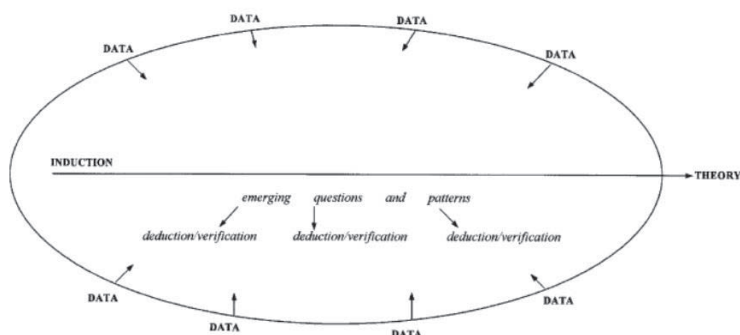 DATA
DATA
DATA
DATA
INDUCTION
THEORY
emerging questions and patterns
deduction/verification deduction/verification deduction/verification
DATA
DATA
DATA
DATA